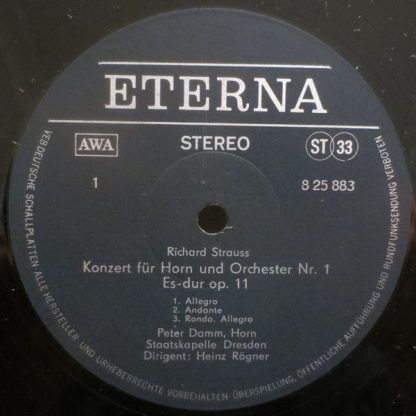 ETERNA
AWA
STEREO
ST 33
1
8 25 883
Richard Strauss
Konzert für Horn und Orchester Nr. 1
Es-dur op. 11
1. Allegro
2. Andante
3. Rondo. Allegro
Peter Damm, Horn
Staatskapelle Dresden
Dirigent: Heinz Rögner
VEB DEUTSCHE SCHALLPLATTEN · ALLE HERSTELLER- UND URHEBERRECHTE VORBEHALTEN · ÜBERSPIELUNG, ÖFFENTLICHE AUFFÜHRUNG UND RUNDFUNKSENDUNG VERBOTEN